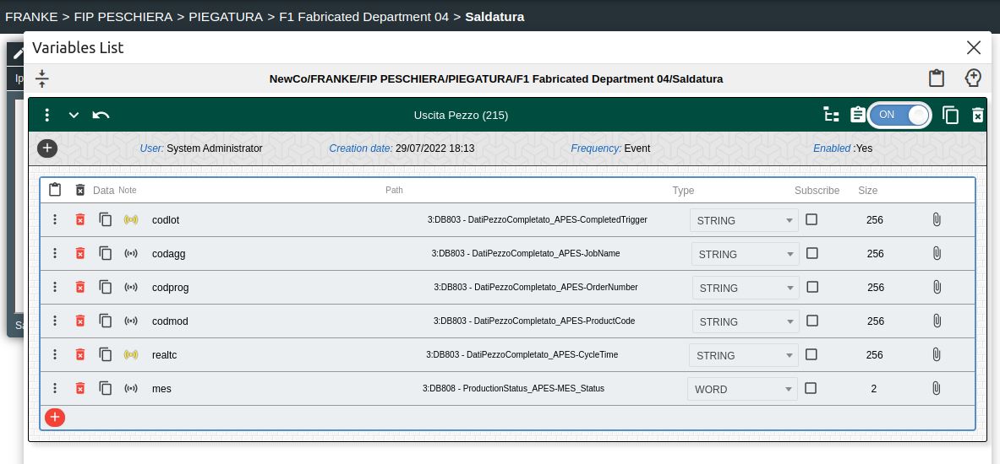 FRANKE > FIP PESCHIERA > PIEGATURA > F1 Fabricated Department 04 > Saldatura
Variables List
Ip
NewCo/FRANKE/FIP PESCHIERA/PIEGATURA/F1 Fabricated Department 04/Saldatura
Uscita Pezzo (215) ON
User: System Administrator Creation date: 29/07/2022 18:13 Frequency: Event Enabled :Yes
Data Note Path Type Subscribe Size
codlot 3:DB803 - DatiPezzoCompletato_APES-CompletedTrigger STRING 256
codagg 3:DB803 - DatiPezzoCompletato_APES-JobName STRING 256
codprog 3:DB803 - DatiPezzoCompletato_APES-OrderNumber STRING 256
codmod 3:DB803 - DatiPezzoCompletato_APES-ProductCode STRING 256
Sa
realtc 3:DB803 - DatiPezzoCompletato_APES-CycleTime STRING 256
mes 3:DB808 - ProductionStatus_APES-MES_Status WORD 2